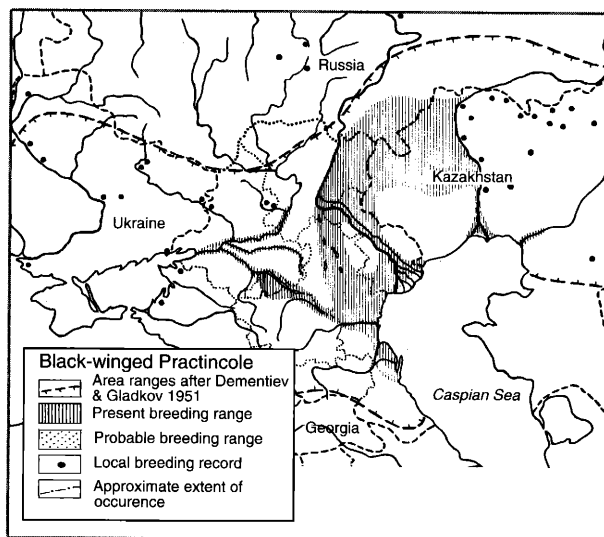 Russia
Kazakhstan
Ukraine
Black-winged Practincole
Area ranges after Dementiev
& Gladkov 1951
Present breeding range
Probable breeding range
Local breeding record
Approximate extent of
occurence
Caspian Sea
Georgia